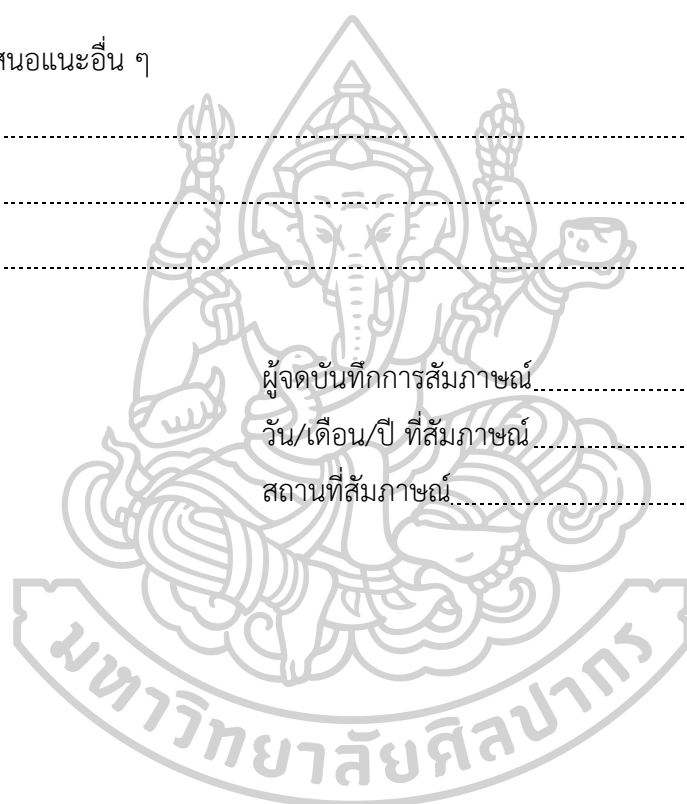 สนอแนะอื่น ๆ
ผู้จดบันทึกการสัมภาษณ์
วัน/เดือน/ปี ที่สัมภาษณ์
สถานที่สัมภาษณ์
มหาวิทยาลัยศิลปากร